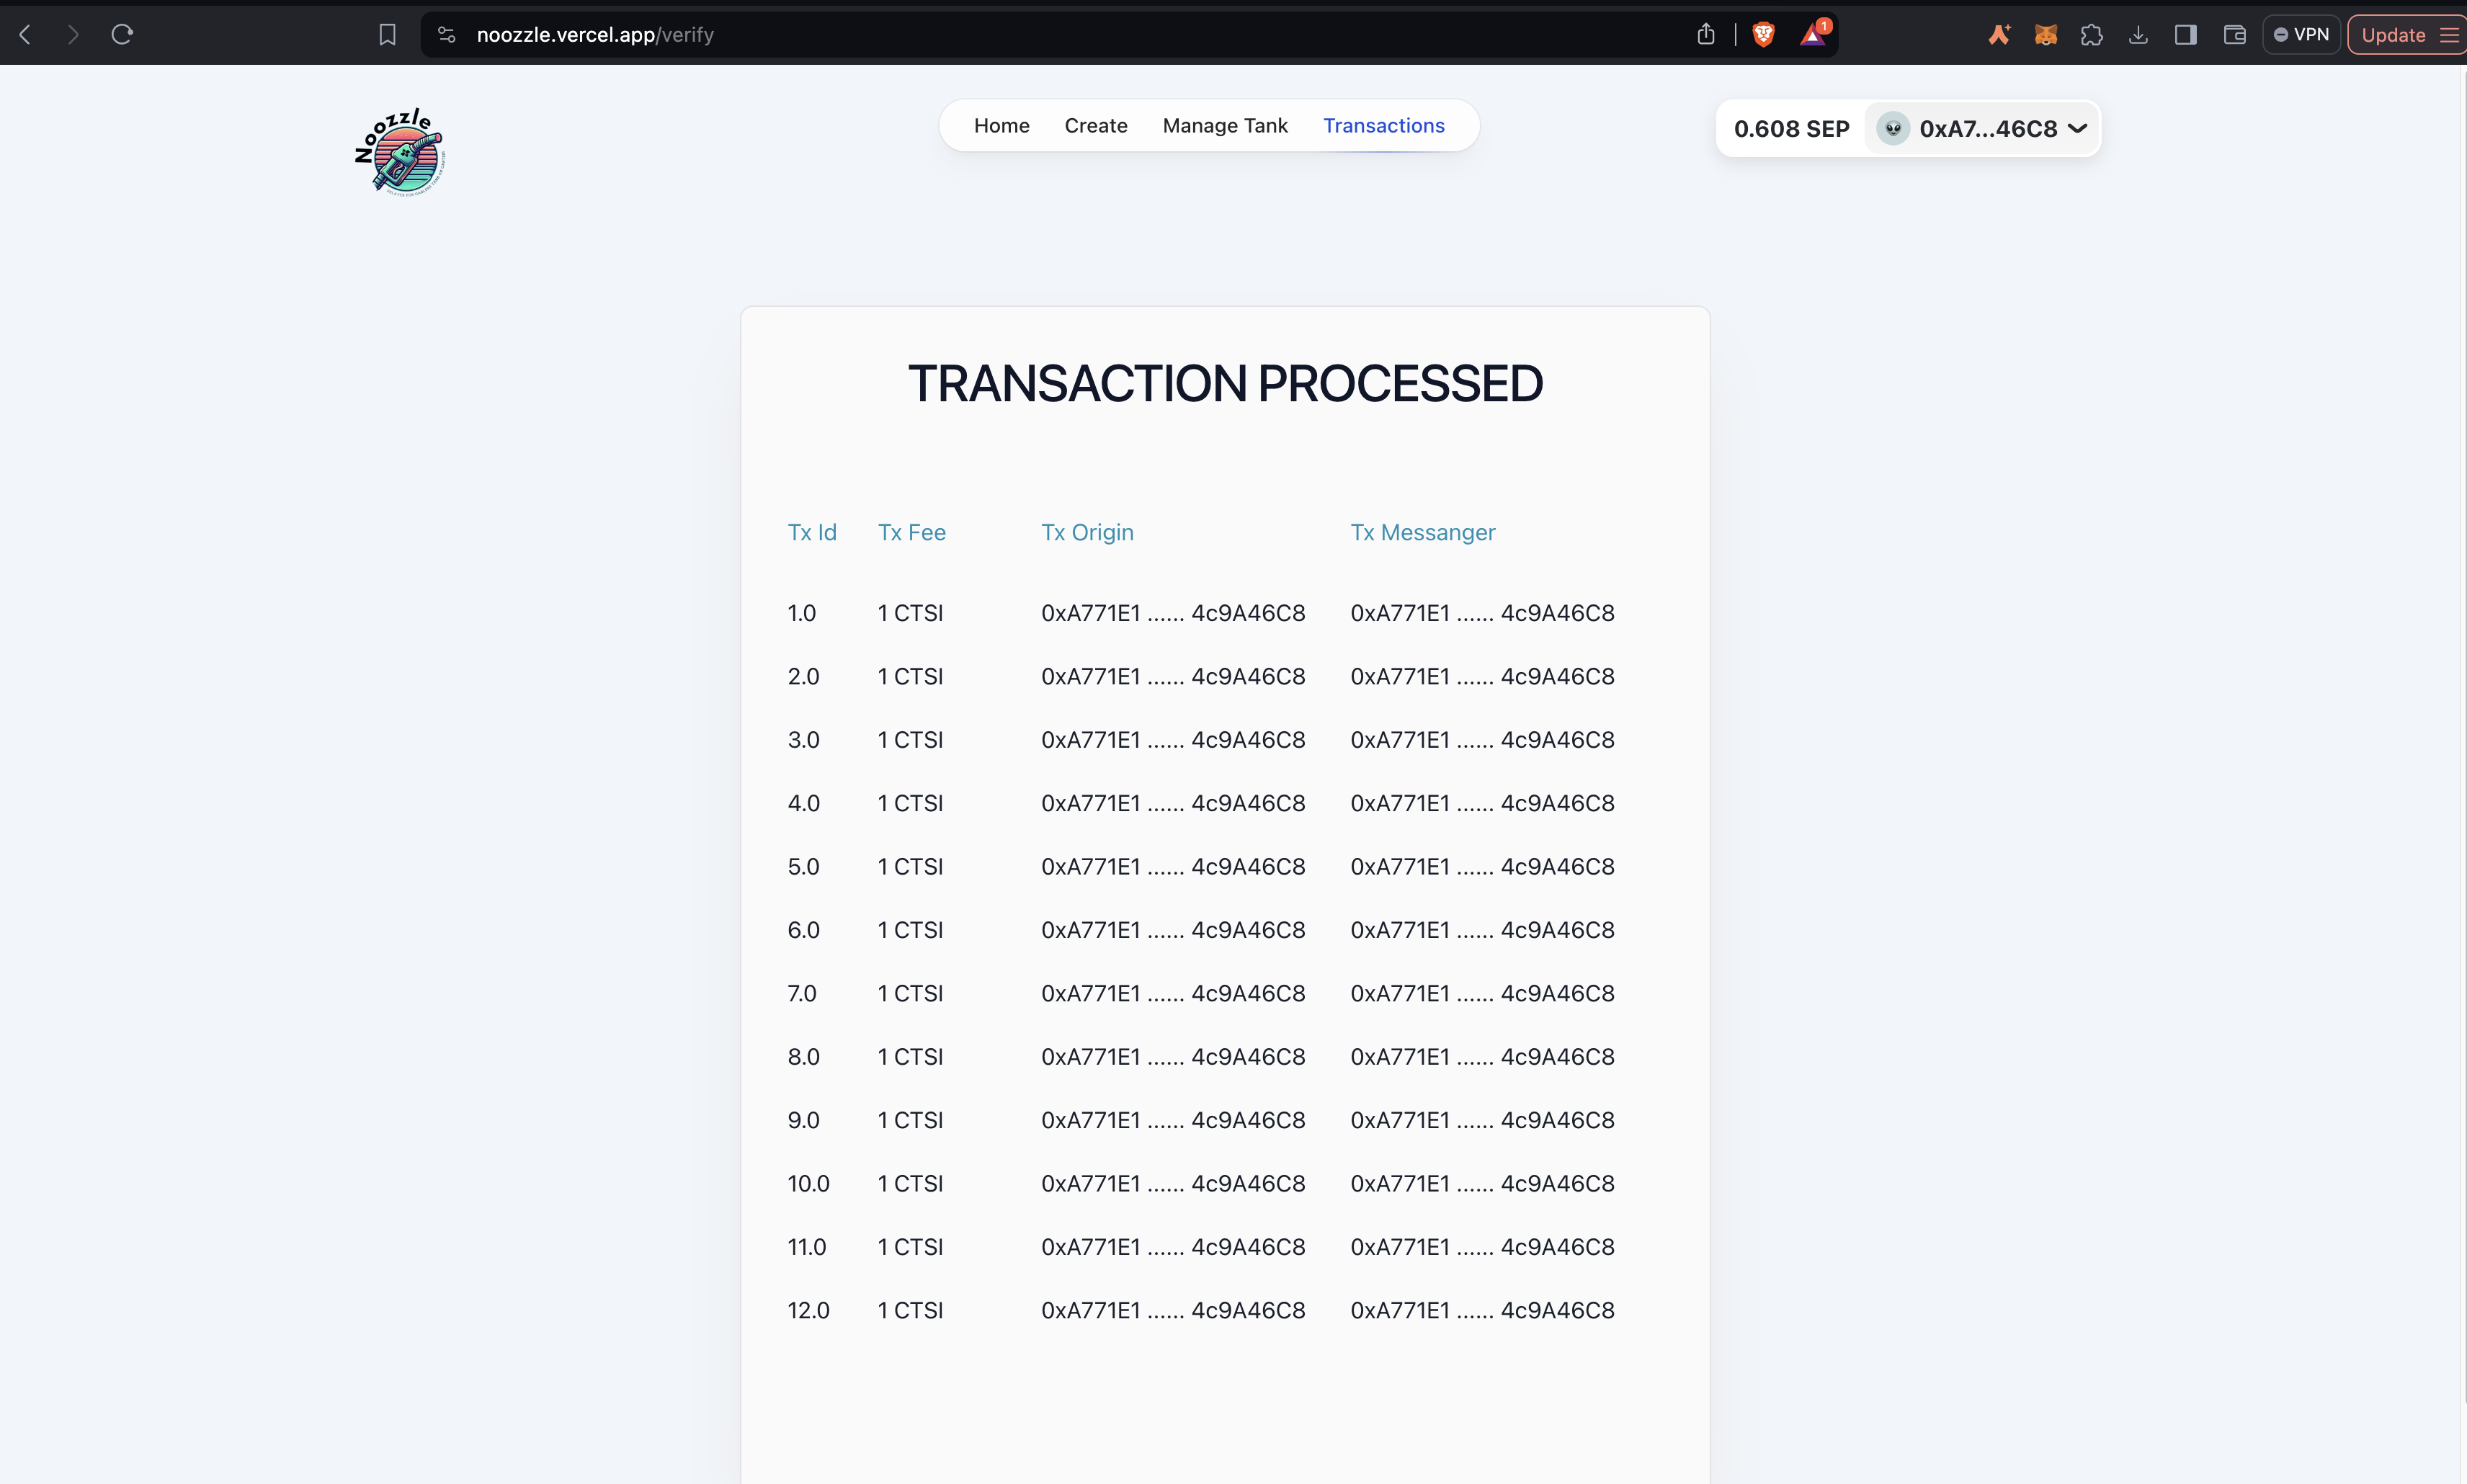 noozzle.vercel.app/verify
1
VPN
Update
Noozzle
Home Create Manage Tank Transactions
0.608 SEP 0xA7...46C8
TRANSACTION PROCESSED
Tx Id Tx Fee Tx Origin Tx Messanger
1.0 1 CTSI 0xA771E1 ...... 4c9A46C8 0xA771E1 ...... 4c9A46C8
2.0 1 CTSI 0xA771E1 ...... 4c9A46C8 0xA771E1 ...... 4c9A46C8
3.0 1 CTSI 0xA771E1 ...... 4c9A46C8 0xA771E1 ...... 4c9A46C8
4.0 1 CTSI 0xA771E1 ...... 4c9A46C8 0xA771E1 ...... 4c9A46C8
5.0 1 CTSI 0xA771E1 ...... 4c9A46C8 0xA771E1 ...... 4c9A46C8
6.0 1 CTSI 0xA771E1 ...... 4c9A46C8 0xA771E1 ...... 4c9A46C8
7.0 1 CTSI 0xA771E1 ...... 4c9A46C8 0xA771E1 ...... 4c9A46C8
8.0 1 CTSI 0xA771E1 ...... 4c9A46C8 0xA771E1 ...... 4c9A46C8
9.0 1 CTSI 0xA771E1 ...... 4c9A46C8 0xA771E1 ...... 4c9A46C8
10.0 1 CTSI 0xA771E1 ...... 4c9A46C8 0xA771E1 ...... 4c9A46C8
11.0 1 CTSI 0xA771E1 ...... 4c9A46C8 0xA771E1 ...... 4c9A46C8
12.0 1 CTSI 0xA771E1 ...... 4c9A46C8 0xA771E1 ...... 4c9A46C8